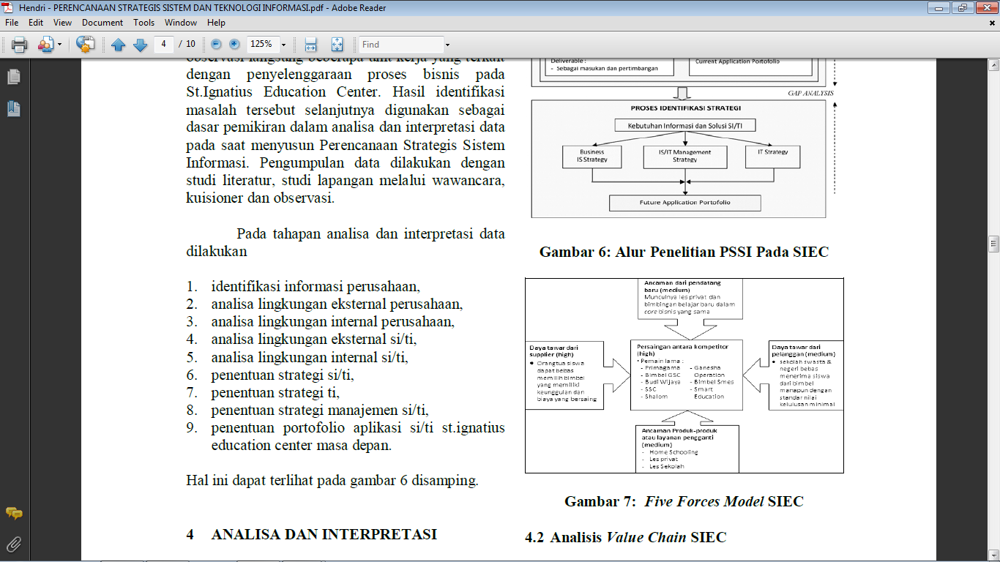 Hendri - PERENCANAAN STRATEGIS SISTEM DAN TEKNOLOGI INFORMASI.pdf - Adobe Reader
File Edit View Document Tools Window Help
4 / 10 125% Find
observasi langsung beberapa unit kerja yang terkait
dengan penyelenggaraan proses bisnis pada
St.Ignatius Education Center. Hasil identifikasi
masalah tersebut selanjutnya digunakan sebagai
dasar pemikiran dalam analisa dan interpretasi data
pada saat menyusun Perencanaan Strategis Sistem
Informasi. Pengumpulan data dilakukan dengan
studi literatur, studi lapangan melalui wawancara,
kuisioner dan observasi.
Pada tahapan analisa dan interpretasi data
dilakukan
1. identifikasi informasi perusahaan,
2. analisa lingkungan eksternal perusahaan,
3. analisa lingkungan internal perusahaan,
4. analisa lingkungan eksternal si/ti,
5. analisa lingkungan internal si/ti,
6. penentuan strategi si/ti,
7. penentuan strategi ti,
8. penentuan strategi manajemen si/ti,
9. penentuan portofolio aplikasi si/ti st.ignatius
education center masa depan.
Hal ini dapat terlihat pada gambar 6 disamping.
4 ANALISA DAN INTERPRETASI
Deliverable :
- Sebagai masukan dan pertimbangan
Current Application Portofolio
GAP ANALYSIS
PROSES IDENTIFIKASI STRATEGI
Kebutuhan Informasi dan Solusi SI/TI
Business
IS Strategy
IS/IT Management
Strategy
IT Strategy
Future Application Portofolio
Gambar 6: Alur Penelitian PSSI Pada SIEC
Ancaman dari pendatang
baru (medium)
Munculnya les privat dan
bimbingan belajar baru dalam
core bisnis yang sama
Daya tawar dari
supplier (high)
• Orangtua siswa
dapat bebas
memilih bimbel
yang memiliki
keunggulan dan
biaya yang bersaing
Persaingan antara kompetitor
(high)
• Pemain lama :
- Primagama
- Bimbel GSC
- Budi Wijaya
- SSC
- Shalom
- Ganesha
Operation
- Bimbel Smes
- Smart
Education
Daya tawar dari
pelanggan (medium)
• sekolah swasta &
negeri bebas
menerima siswa
dari bimbel
manapun dengan
standar nilai
kelulusan minimal
Ancaman Produk-produk
atau layanan pengganti
(medium)
- Home Schooling
- Les privat
- Les Sekolah
Gambar 7: Five Forces Model SIEC
4.2 Analisis Value Chain SIEC